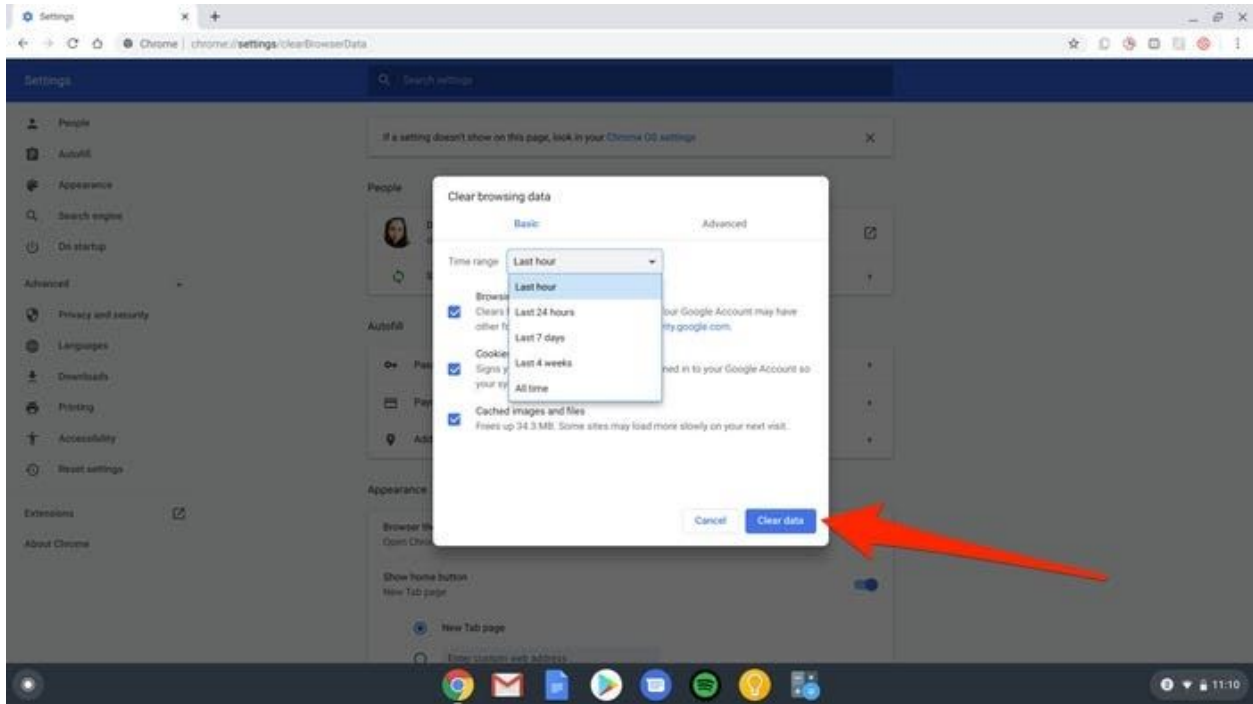 Settings
Chrome | chrome://settings/clearBrowserData
Settings
Search settings
People
Autofill
Appearance
Search engine
On startup
Advanced
Privacy and security
Languages
Downloads
Printing
Accessibility
Reset settings
Extensions
About Chrome
If a setting doesn't show on this page, look in your Chrome OS settings
People
Autofill
Appearance
Browser
Open
Show home button
New Tab page
New Tab page
Enter custom web address
Clear browsing data
Basic
Advanced
Time range
Last hour
Last hour
Last 24 hours
Last 7 days
Last 4 weeks
All time
Clears
our Google Account may have
other
ity.google.com.
Cookie
Signs
ned in to your Google Account so
your
Cached images and files
Frees up 34.3 MB. Some sites may load more slowly on your next visit.
Cancel
Clear data
11:10